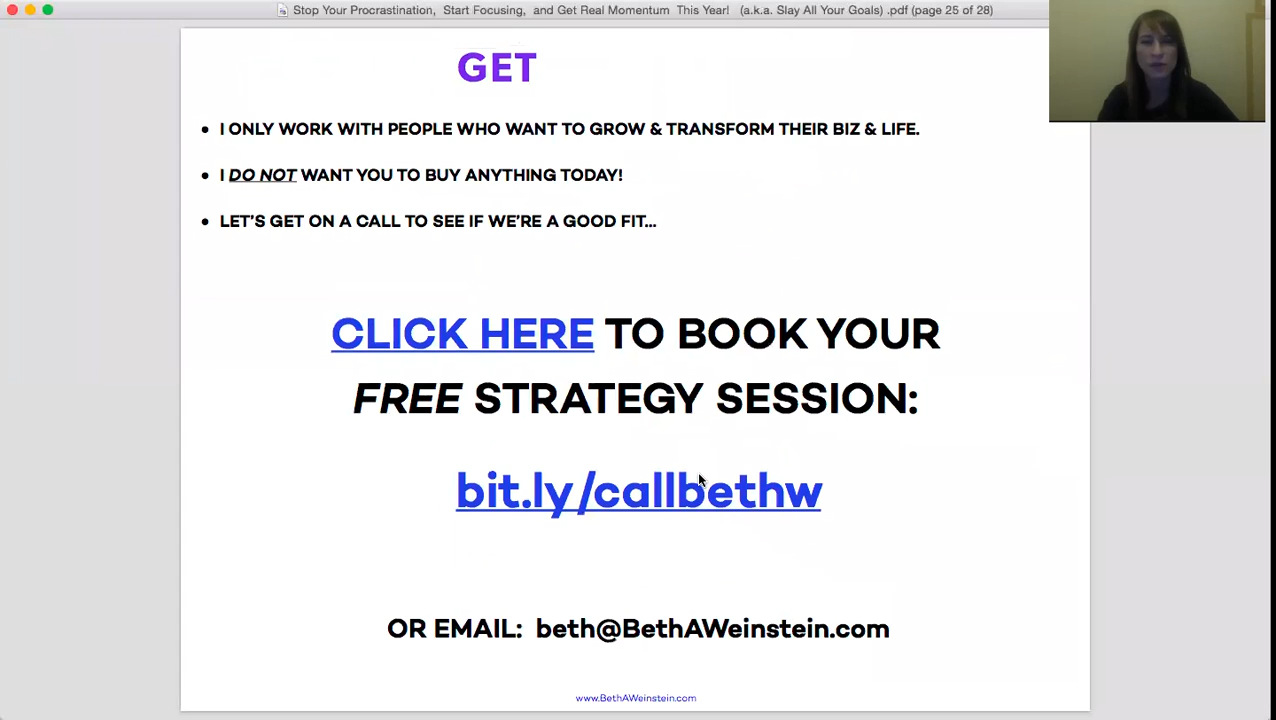 Stop Your Procrastination, Start Focusing, and Get Real Momentum This Year! (a.k.a. Slay All Your Goals) .pdf (page 25 of 28)
GET
• I ONLY WORK WITH PEOPLE WHO WANT TO GROW & TRANSFORM THEIR BIZ & LIFE.
• I DO NOT WANT YOU TO BUY ANYTHING TODAY!
• LET’S GET ON A CALL TO SEE IF WE’RE A GOOD FIT...
CLICK HERE TO BOOK YOUR
FREE STRATEGY SESSION:
bit.ly/callbethw
OR EMAIL: beth@BethAWeinstein.com
www.BethAWeinstein.com